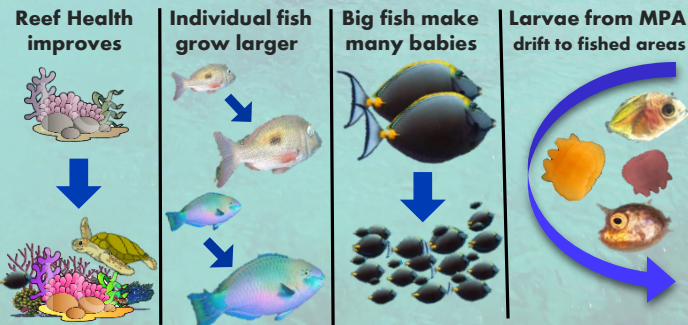 Reef Health
improves
Individual fish
grow larger
Big fish make
many babies
Larvae from MPA
drift to fished areas